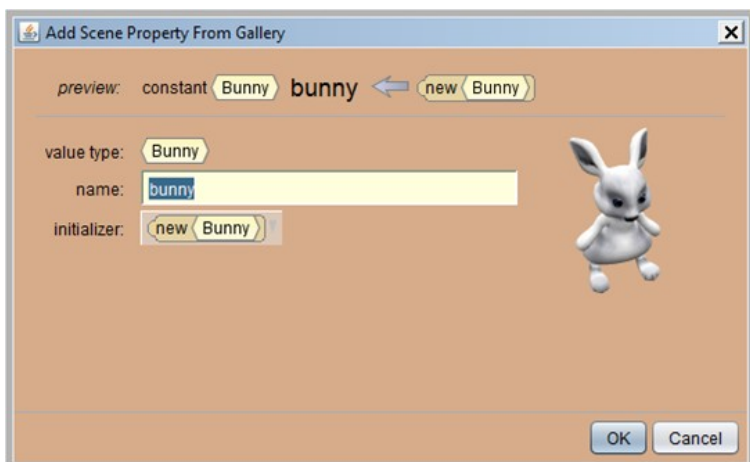 Add Scene Property From Gallery
preview: constant Bunny bunny new Bunny
value type: Bunny
name: bunny
initializer: new Bunny
OK Cancel